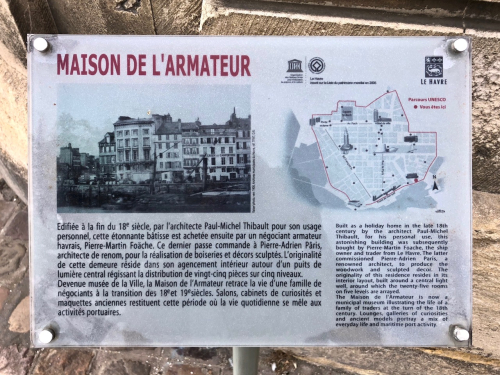 MAISON DE L'ARMATEUR
Le Havre
LE HAVRE
Parcours UNESCO
Vous êtes ici
Edifiée à la fin du 18e siècle, par l'architecte Paul-Michel Thibault pour son usage
personnel, cette étonnante bâtisse est achetée ensuite par un négociant armateur
havrais, Pierre-Martin Foäche. Ce dernier passe commande à Pierre-Adrien Pâris,
architecte de renom, pour la réalisation de boiseries et décors sculptés. L'originalité
de cette demeure réside dans son agencement intérieur autour d'un puits de
lumière central régissant la distribution de vingt-cinq pièces sur cinq niveaux.
Devenue musée de la Ville, la Maison de l'Armateur retrace la vie d'une famille de
négociants à la transition des 18e et 19e siècles. Salons, cabinets de curiosités et
maquettes anciennes restituent cette période où la vie quotidienne se mêle aux
activités portuaires.
Built as a holiday home in the late 18th
century by the architect Paul-Michel
Thibault, for his personal use, this
astonishing building was subsequently
bought by Pierre-Martin Foache, the ship
owner and trader from Le Havre. The latter
commissioned Pierre-Adrien Paris, a
renowned architect, to produce the
woodwork and sculpted decor. The
originality of this residence resides in its
interior layout, built around a central light
well, around which the twenty-five rooms
on five levels are arrayed.
The Maison de l'Armateur is now a
municipal museum illustrating the life of a
family of traders at the turn of the 18th
century. Lounges, galleries of curiosities
and ancient models portray a mix of
everyday life and maritime port activity.